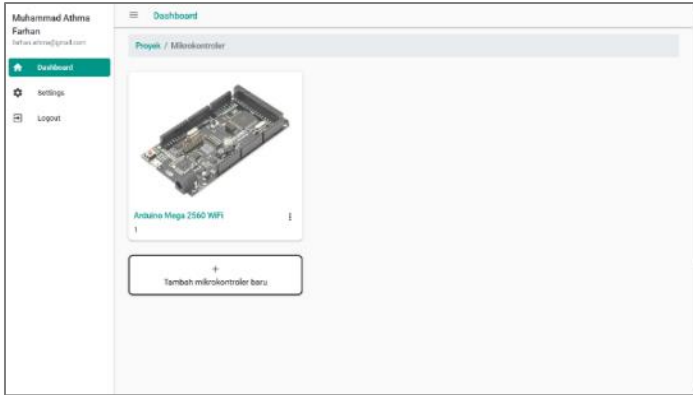 Muhammad Athma
Farhan
Dashboard
Settings
Logout
Dashboard
Proyek / Mikrokontroler
Arduino Mega 2560 WiFi
1
+
Tambah mikrokontroler baru